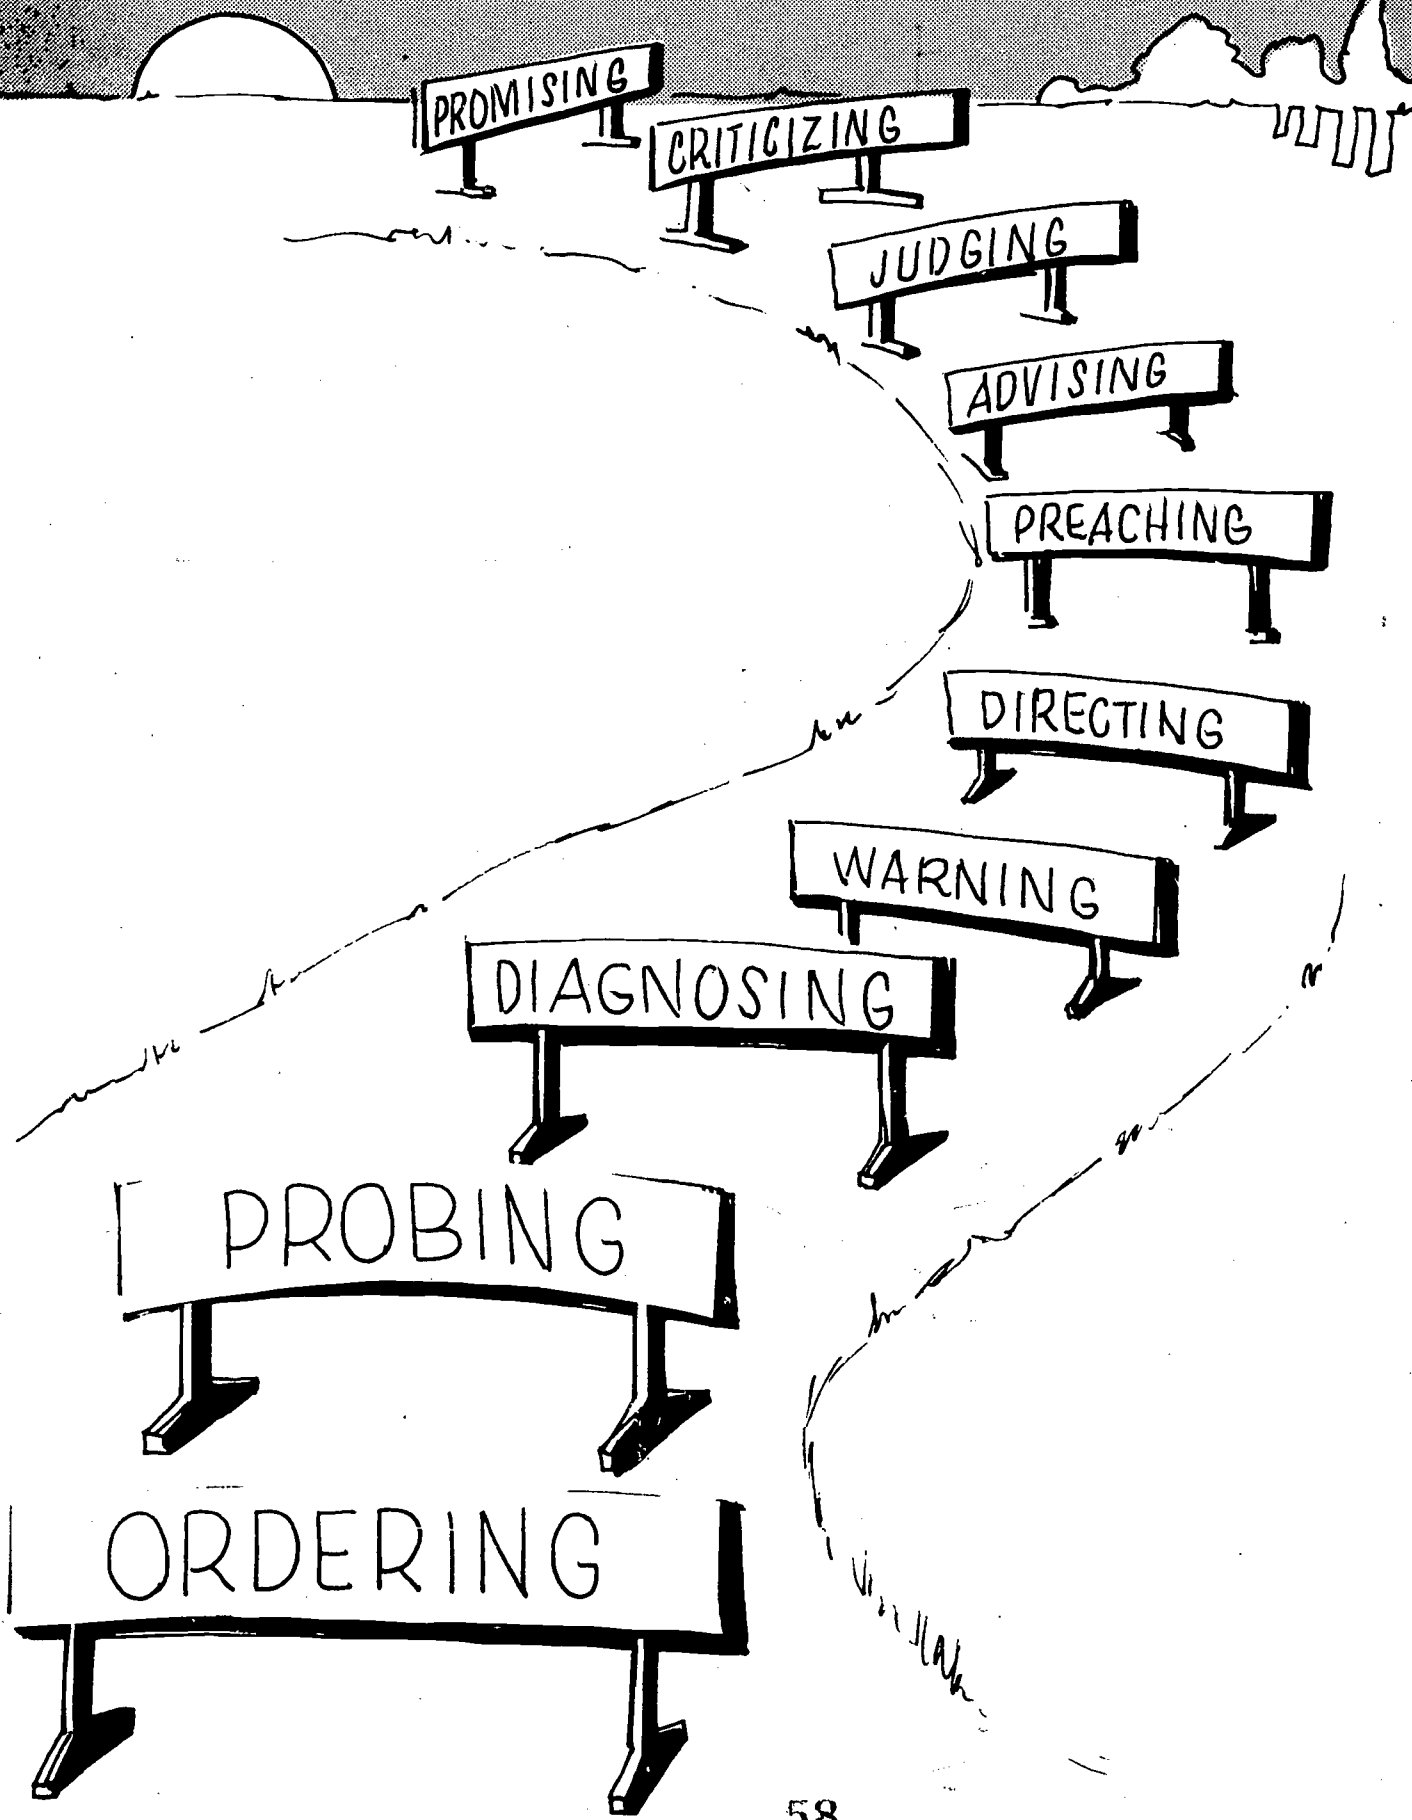 PROMISING
CRITICIZING
JUDGING
ADVISING
PREACHING
DIRECTING
WARNING
DIAGNOSING
PROBING
ORDERING
58